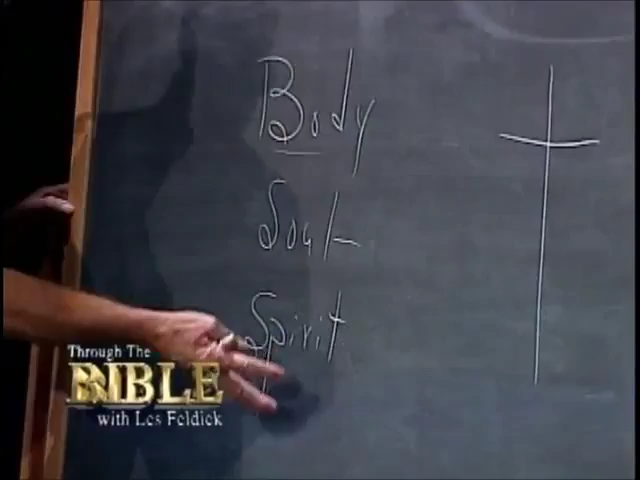 Body
Soul
Spirit
Through The
BIBLE
with Les Feldick